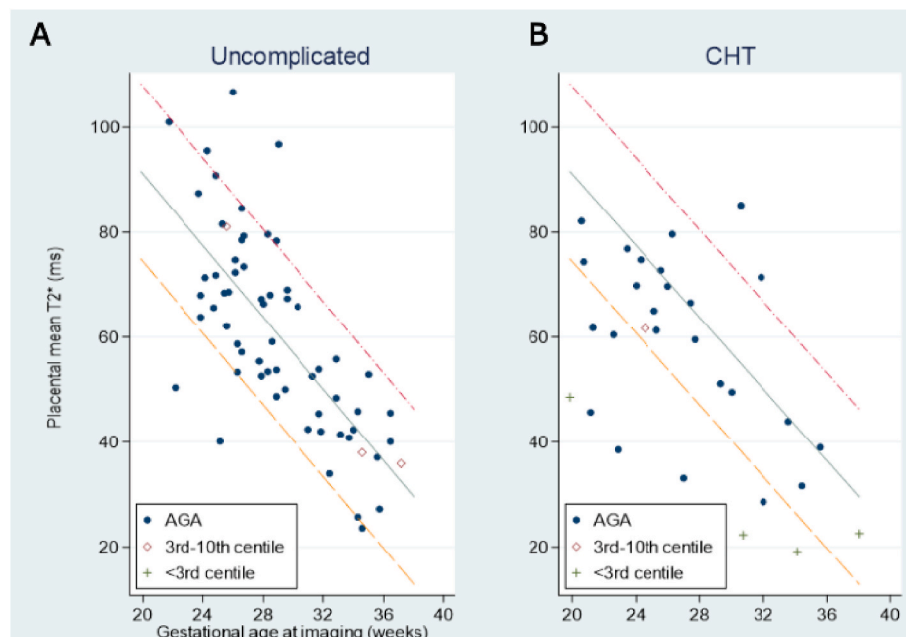 A
B
Uncomplicated
CHT
Placental mean T2* (ms)
100
80
60
40
20
AGA
3rd-10th centile
<3rd centile
20 24 28 32 36 40
Gestational age at imaging (weeks)
100
80
60
40
20
AGA
3rd-10th centile
<3rd centile
20 24 28 32 36 40